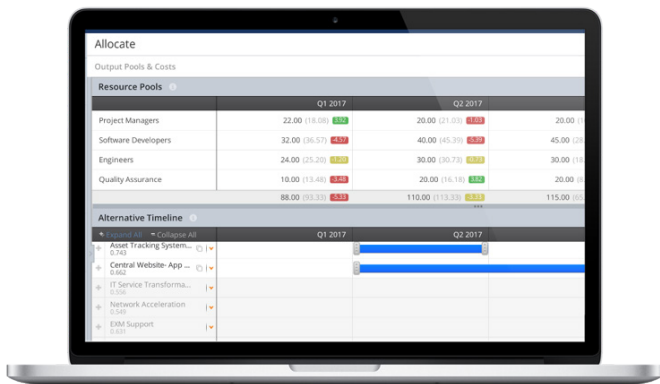 Allocate
Output Pools & Costs
Resource Pools
Q1 2017 Q2 2017
Project Managers 22.00 (18.08) 3.92 20.00 (21.03) -1.03 20.00
Software Developers 32.00 (36.57) -4.57 40.00 (45.39) -5.39 45.00
Engineers 24.00 (25.20) -1.20 30.00 (30.73) -0.73 30.00
Quality Assurance 10.00 (13.48) -3.48 20.00 (16.18) 3.82 20.00
88.00 (93.33) -5.33 110.00 (113.33) -3.33 115.00
Alternative Timeline
Expand All Collapse All Q1 2017 Q2 2017
Asset Tracking System...
0.743
Central Website- App ...
0.662
IT Service Transforma...
Network Acceleration
0.549
EXM Support
0.631